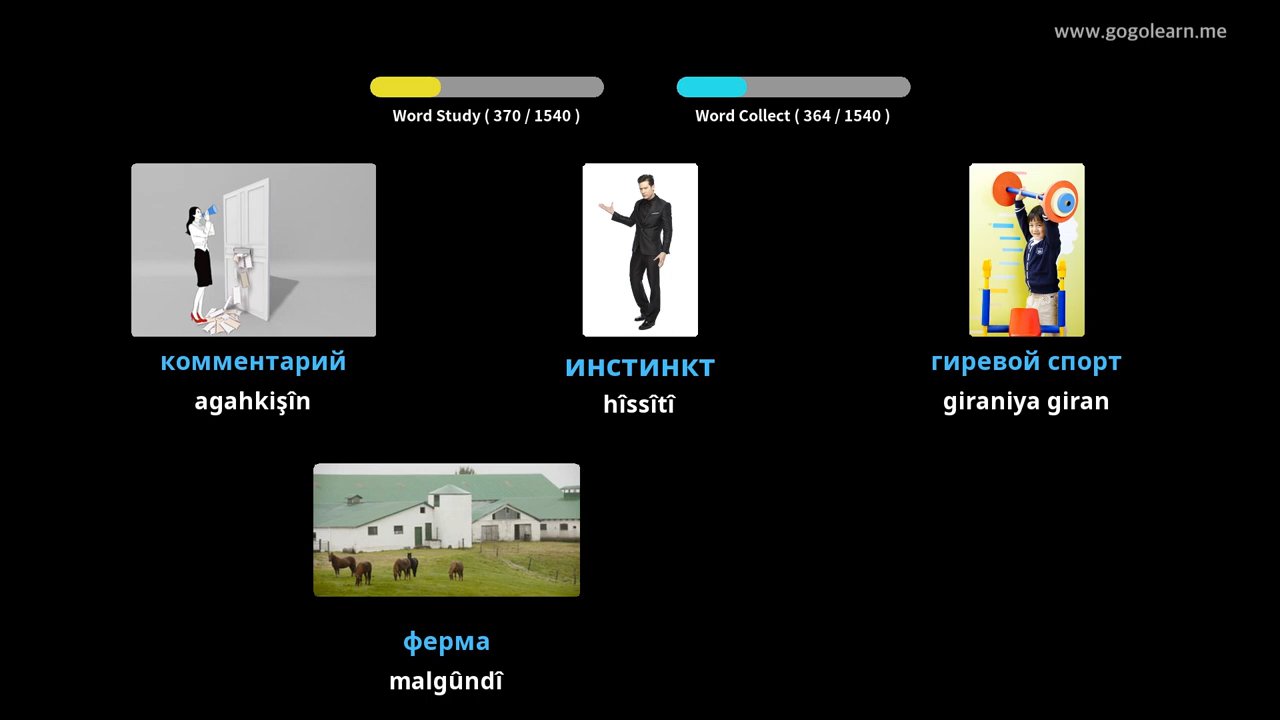 www.gogolearn.me
Word Study ( 370 / 1540 )
Word Collect ( 364 / 1540 )
комментарий
agahkişîn
инстинкт
hîssîtî
гиревой спорт
giraniya giran
ферма
malgûndî